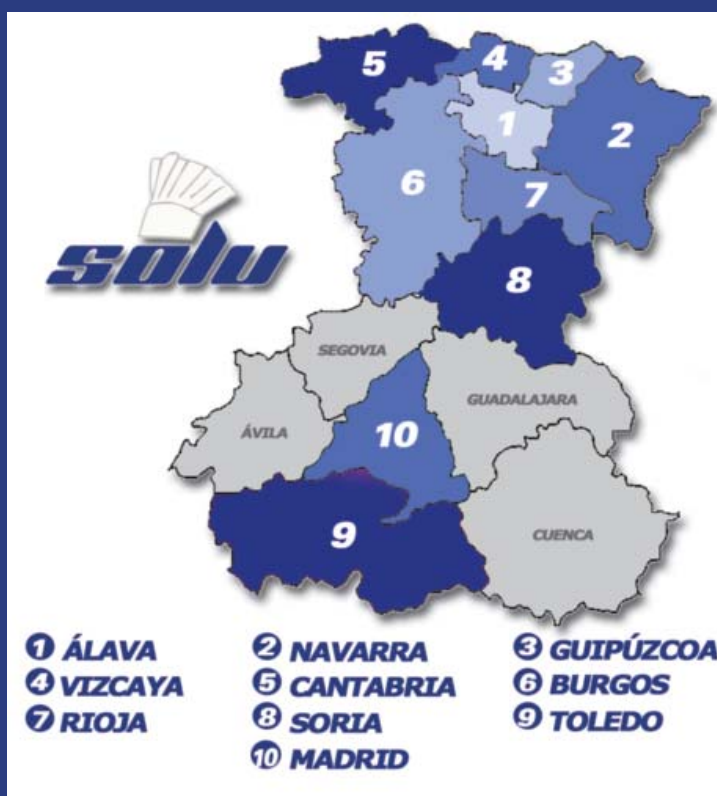 5
4
3
1
2
6
7
solu
8
SEGOVIA
GUADALAJARA
ÁVILA
10
9
CUENCA
1 ÁLAVA
2 NAVARRA
3 GUIPÚZCOA
4 VIZCAYA
5 CANTABRIA
6 BURGOS
7 RIOJA
8 SORIA
9 TOLEDO
10 MADRID